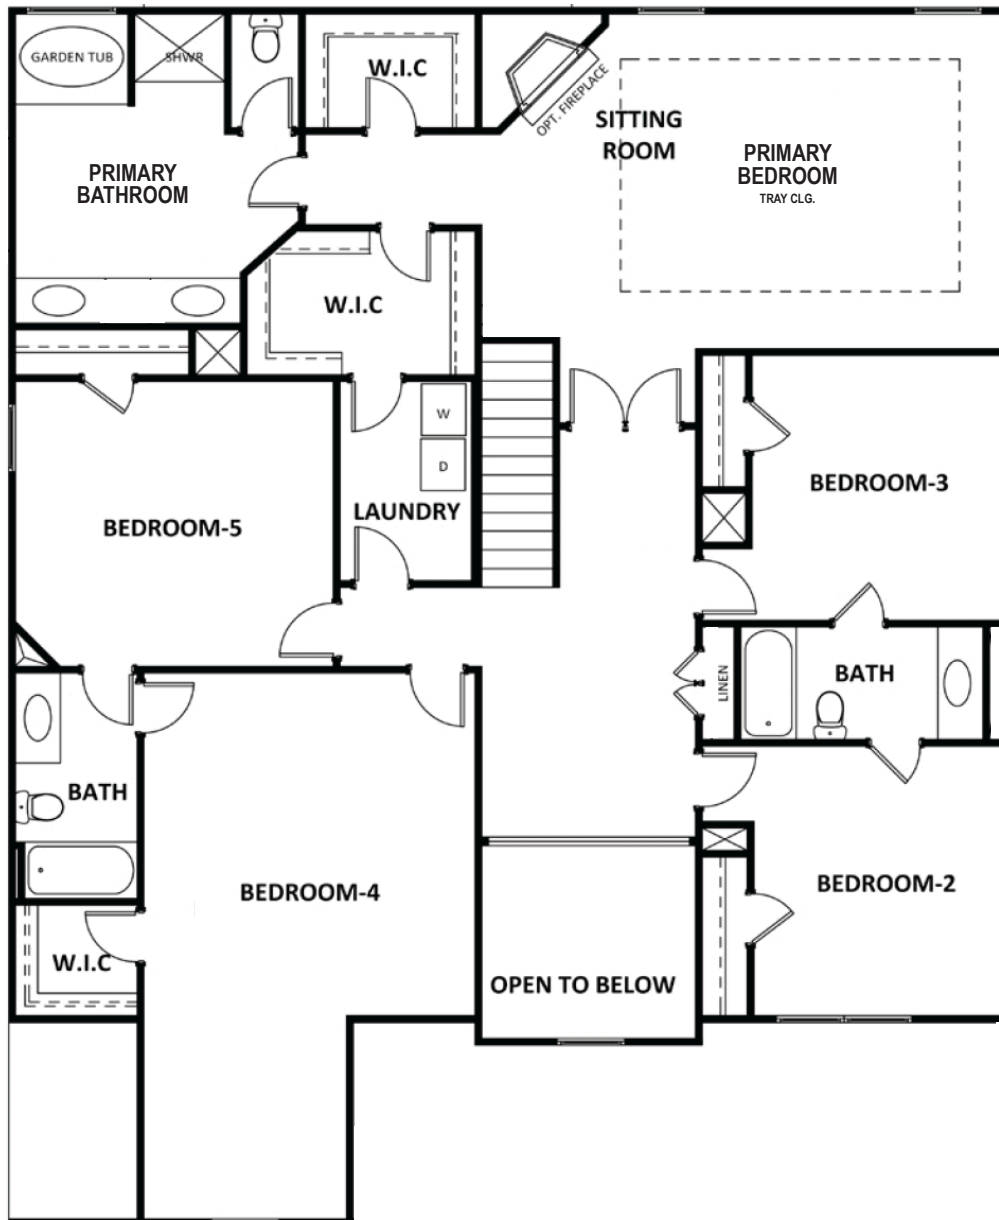 GARDEN TUB
SHWR
W.I.C
OPT. FIREPLACE
SITTING
ROOM
PRIMARY
BEDROOM
TRAY CLG.
PRIMARY
BATHROOM
W.I.C
W
D
LAUNDRY
BEDROOM-3
BEDROOM-5
LINEN
BATH
BATH
BEDROOM-4
BEDROOM-2
W.I.C
OPEN TO BELOW